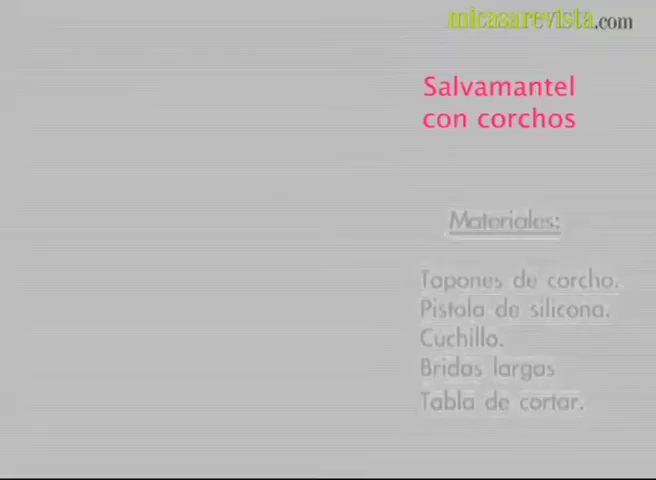 micasarevista.com
Salvamantel
con corchos
Materiales:
Tapones de corcho.
Pistola de silicona.
Cuchillo.
Bridas largas
Tabla de cortar.